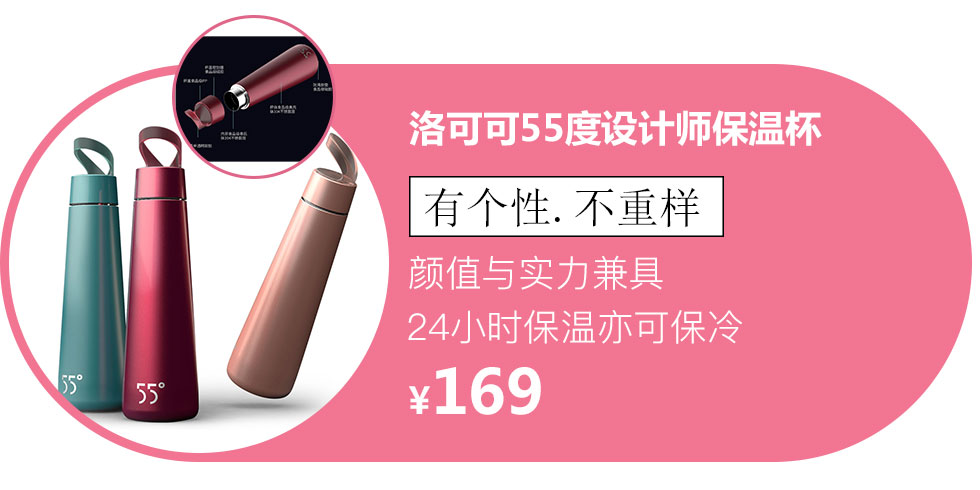 洛可可55度设计师保温杯
有个性.不重样
颜值与实力兼具
24小时保温亦可保冷
¥169
55°
55°